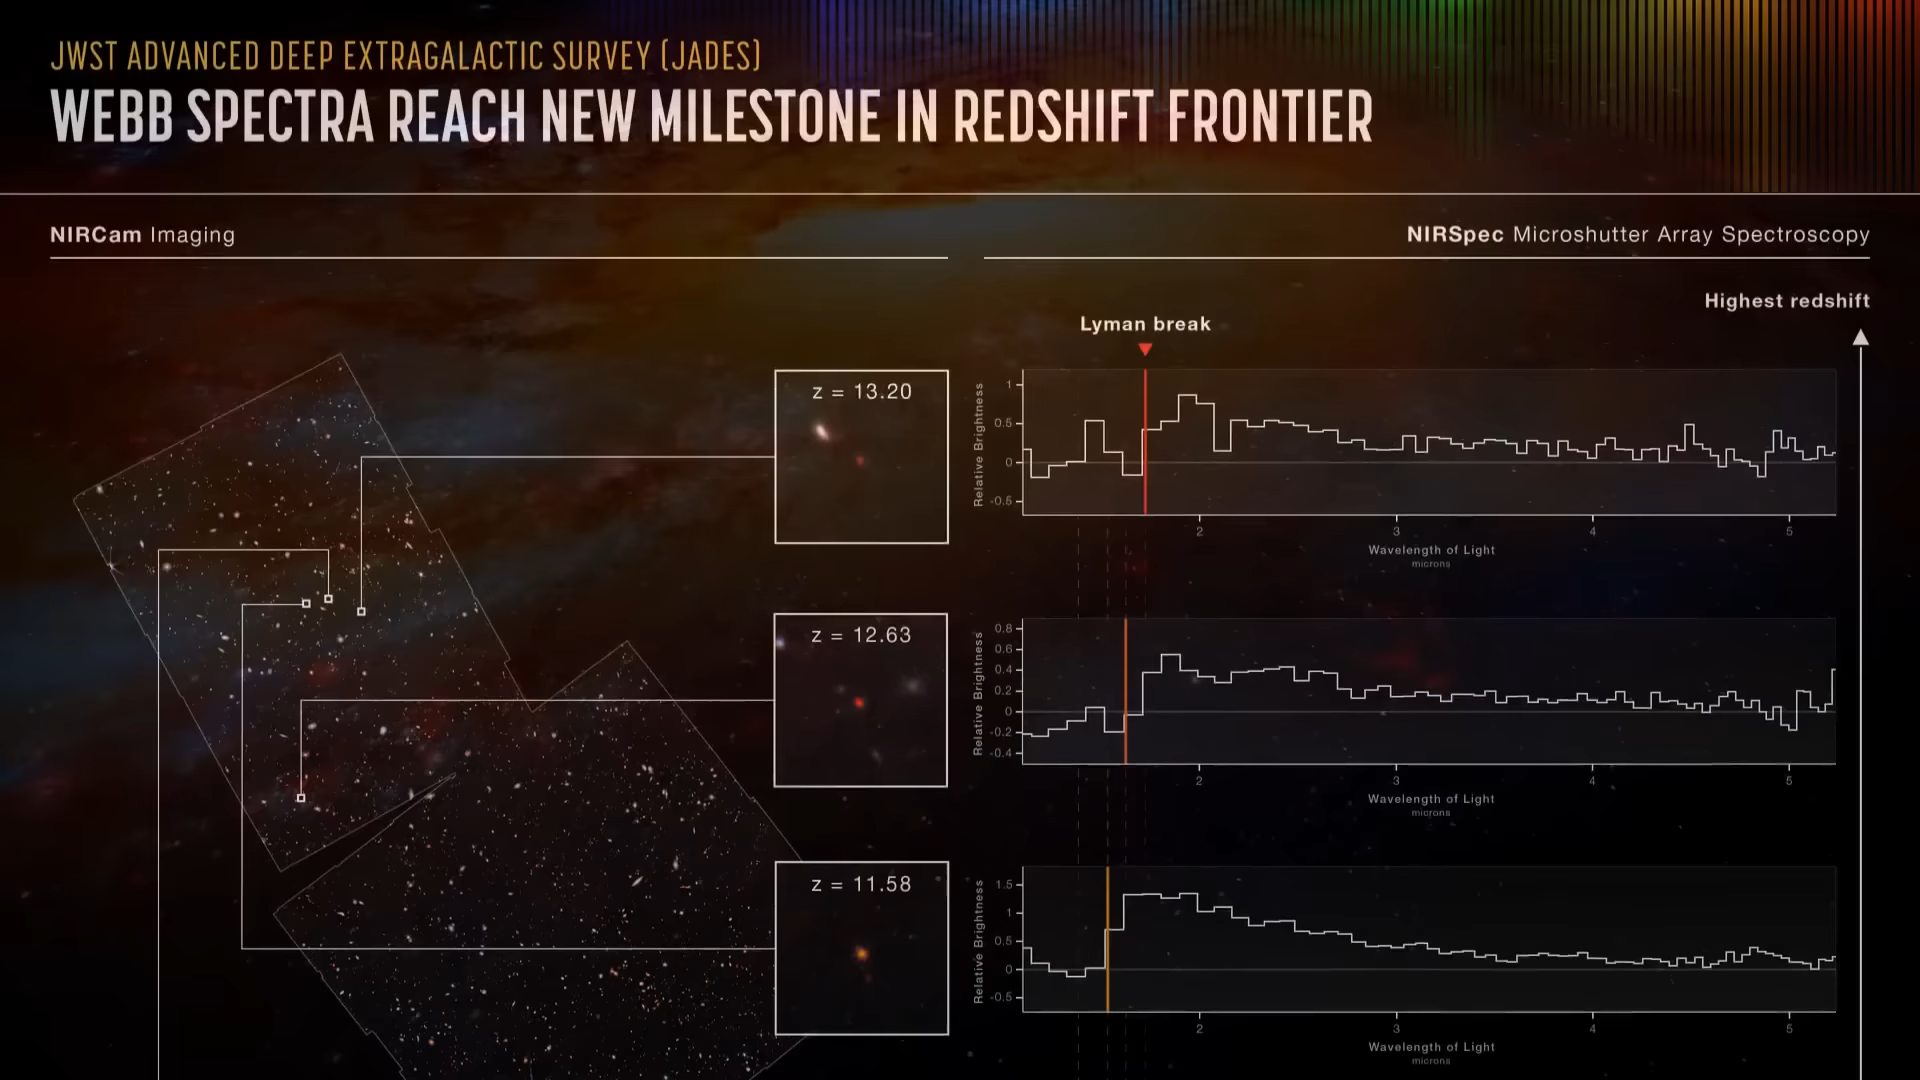 JWST ADVANCED DEEP EXTRAGALACTIC SURVEY (JADES)
WEBB SPECTRA REACH NEW MILESTONE IN REDSHIFT FRONTIER
NIRCam Imaging
NIRSpec Microshutter Array Spectroscopy
Highest redshift
Lyman break
z = 13.20
Relative Brightness
1
0.5
0
-0.5
2 3 4 5
Wavelength of Light
microns
z = 12.63
Relative Brightness
0.8
0.6
0.4
0.2
0
-0.2
-0.4
2 3 4 5
Wavelength of Light
microns
z = 11.58
Relative Brightness
1.5
1
0.5
0
-0.5
2 3 4 5
Wavelength of Light
microns